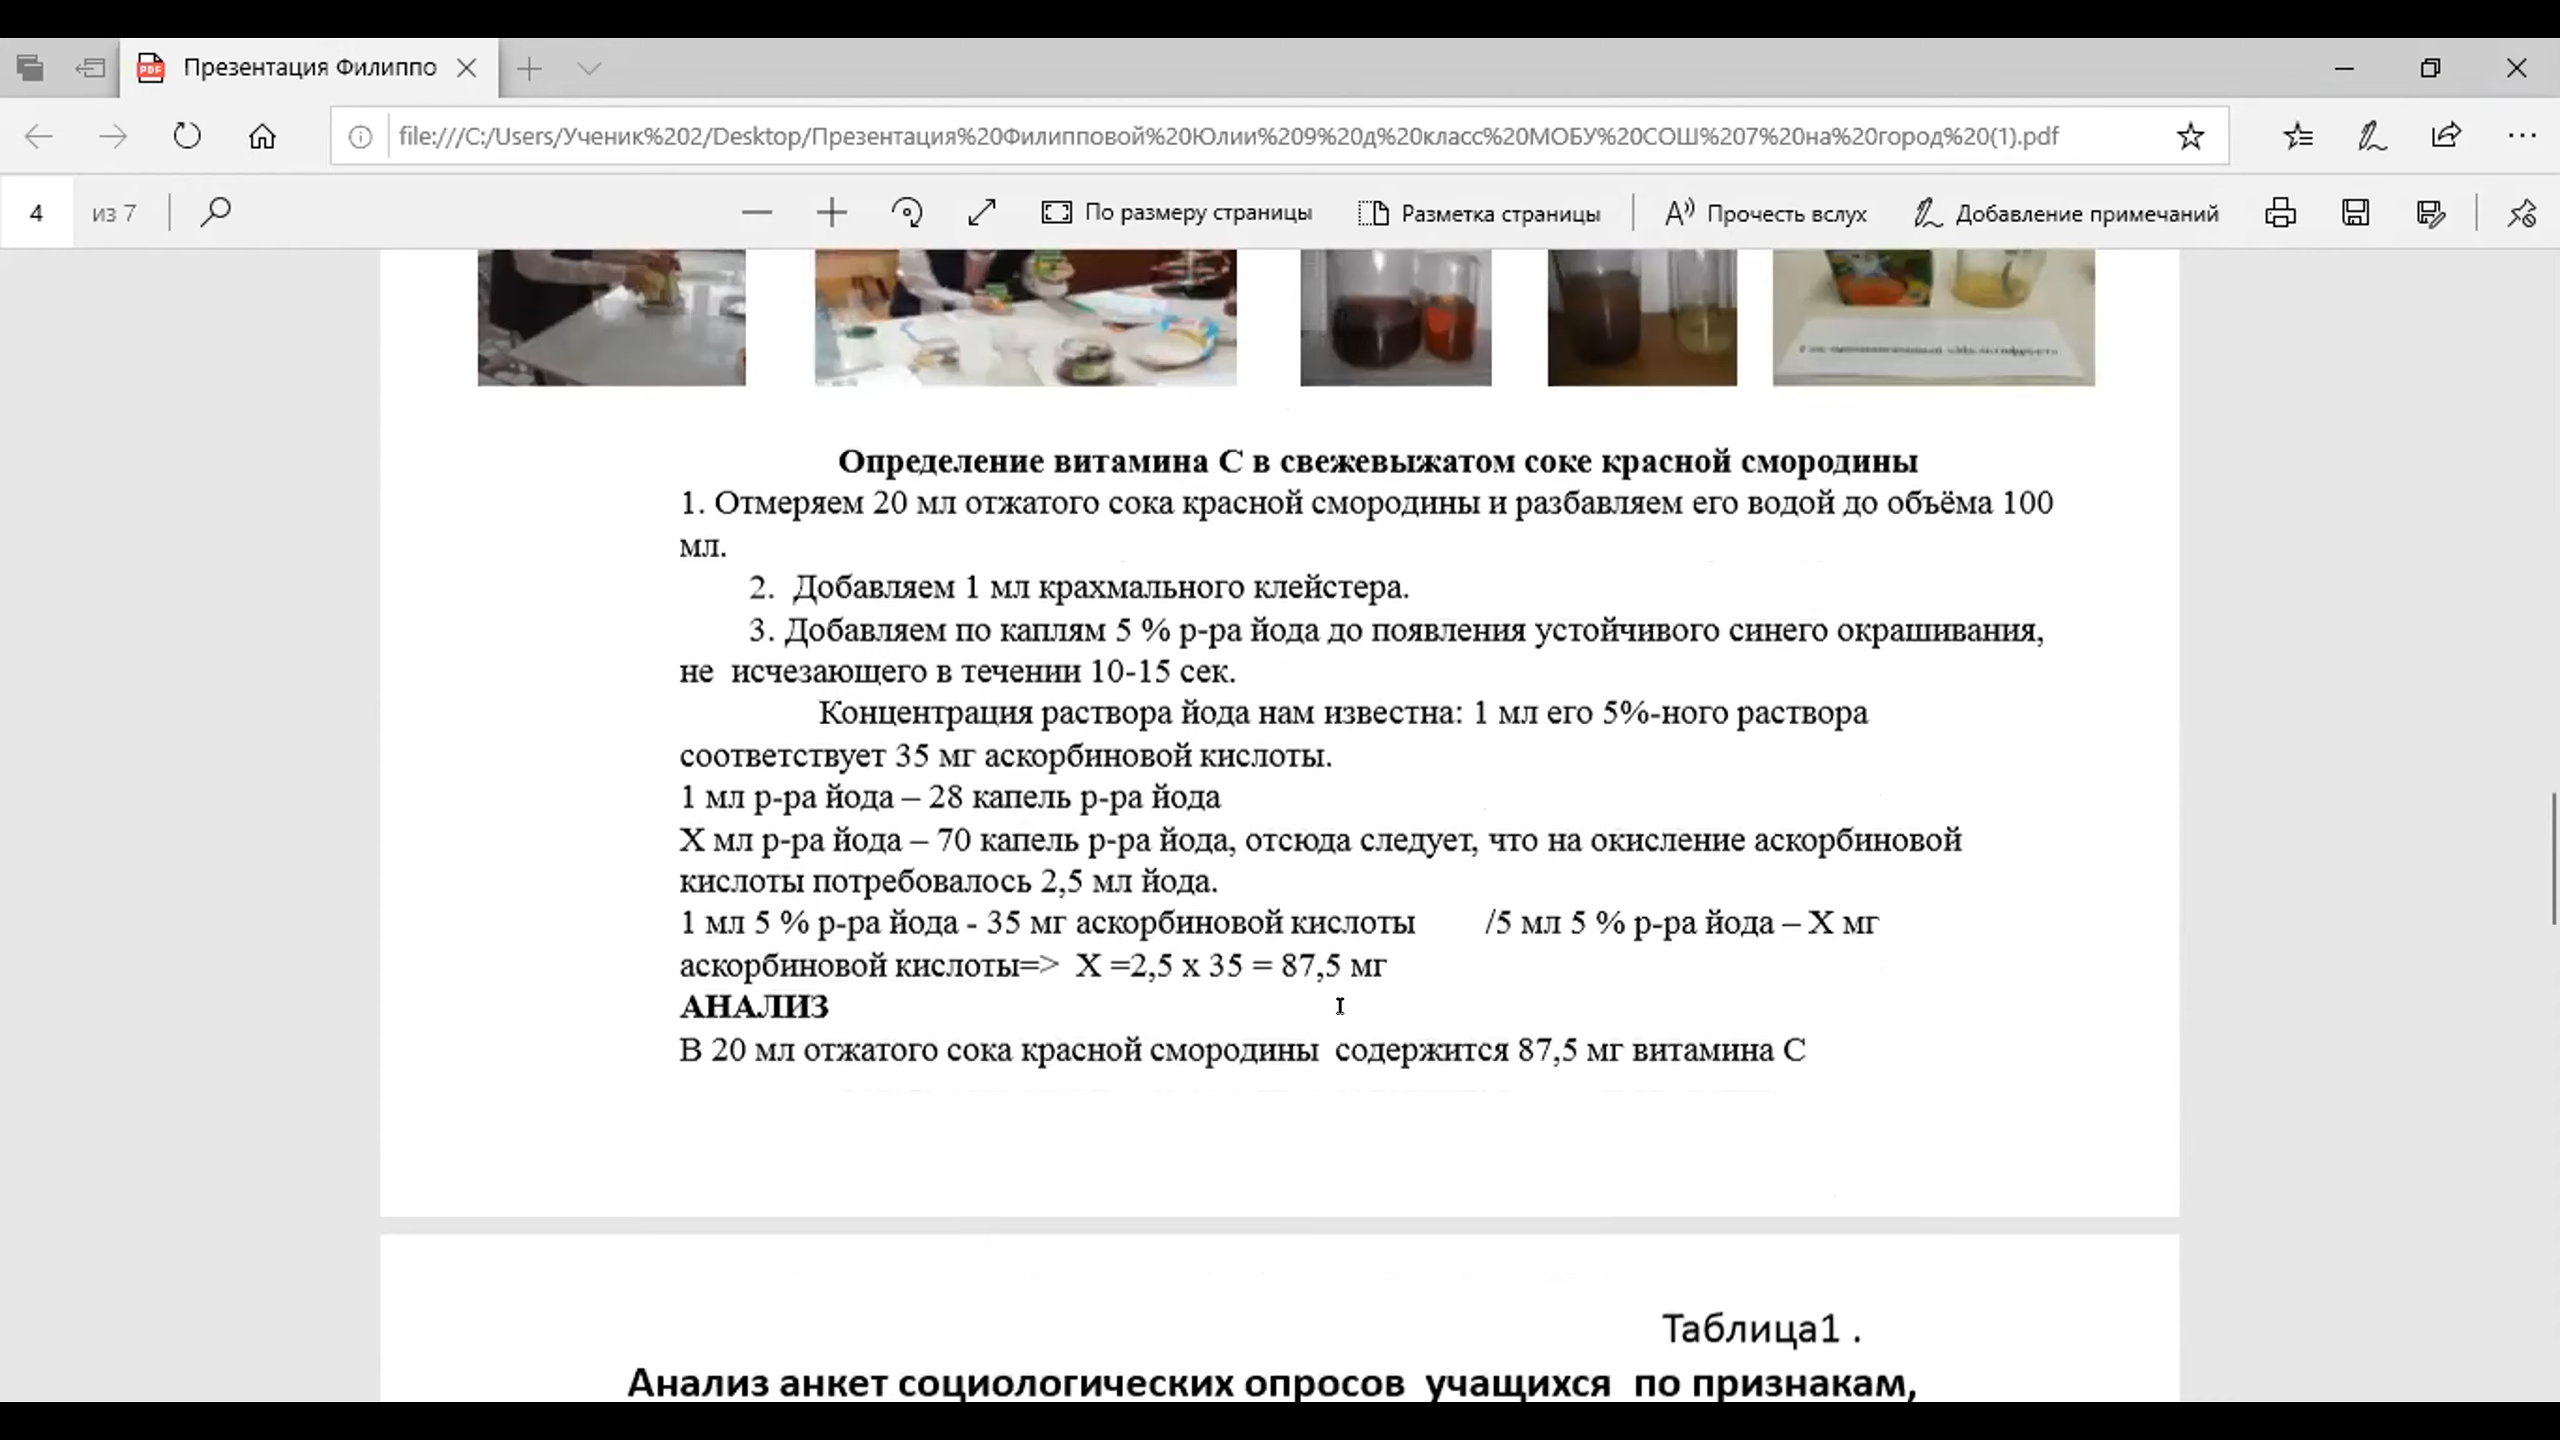 Презентация Филиппо
file:///C:/Users/Ученик%202/Desktop/Презентация%20Филипповой%20Юлии%209%20д%20класс%20МОБУ%20СОШ%207%20на%20город%20(1).pdf
4 из 7 По размеру страницы Разметка страницы Прочесть вслух Добавление примечаний
Определение витамина С в свежевыжатом соке красной смородины
1. Отмеряем 20 мл отжатого сока красной смородины и разбавляем его водой до объёма 100
мл.
2. Добавляем 1 мл крахмального клейстера.
3. Добавляем по каплям 5 % р-ра йода до появления устойчивого синего окрашивания,
не исчезающего в течении 10-15 сек.
Концентрация раствора йода нам известна: 1 мл его 5%-ного раствора
соответствует 35 мг аскорбиновой кислоты.
1 мл р-ра йода – 28 капель р-ра йода
Х мл р-ра йода – 70 капель р-ра йода, отсюда следует, что на окисление аскорбиновой
кислоты потребовалось 2,5 мл йода.
1 мл 5 % р-ра йода - 35 мг аскорбиновой кислоты /5 мл 5 % р-ра йода – Х мг
аскорбиновой кислоты=> Х =2,5 х 35 = 87,5 мг
АНАЛИЗ
В 20 мл отжатого сока красной смородины содержится 87,5 мг витамина С
Таблица1 .
Анализ анкет социологических опросов учащихся по признакам,